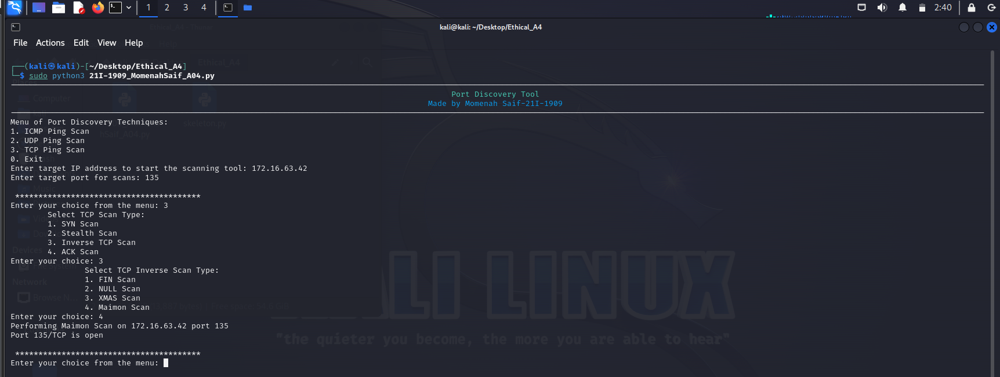 1 2 3 4
2:40
kali@kali: ~/Desktop/Ethical_A4
File Actions Edit View Help
┌──(kali㉿kali)-[~/Desktop/Ethical_A4]
└─$ sudo python3 21I-1909_MomenahSaif_A04.py
Port Discovery Tool
Made by Momenah Saif-21I-1909
Menu of Port Discovery Techniques:
1. ICMP Ping Scan
2. UDP Ping Scan
3. TCP Ping Scan
0. Exit
Enter target IP address to start the scanning tool: 172.16.63.42
Enter target port for scans: 135
****************************************
Enter your choice from the menu: 3
Select TCP Scan Type:
1. SYN Scan
2. Stealth Scan
3. Inverse TCP Scan
4. ACK Scan
Enter your choice: 3
Select TCP Inverse Scan Type:
1. FIN Scan
2. NULL Scan
3. XMAS Scan
4. Maimon Scan
Enter your choice: 4
Performing Maimon Scan on 172.16.63.42 port 135
Port 135/TCP is open
****************************************
Enter your choice from the menu:
Computer
skeleton.py
Devices
Network
Browse N...
LI LINUX
"the quieter you become, the more you are able to hear"